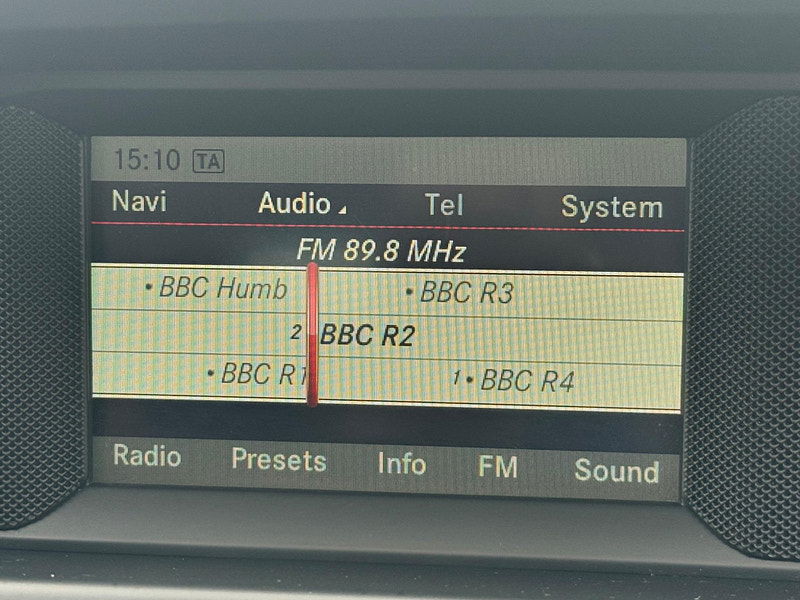 15:10 TA
Navi Audio Tel System
FM 89.8 MHz
• BBC Humb • BBC R3
2 BBC R2
• BBC R1 1 • BBC R4
Radio Presets Info FM Sound